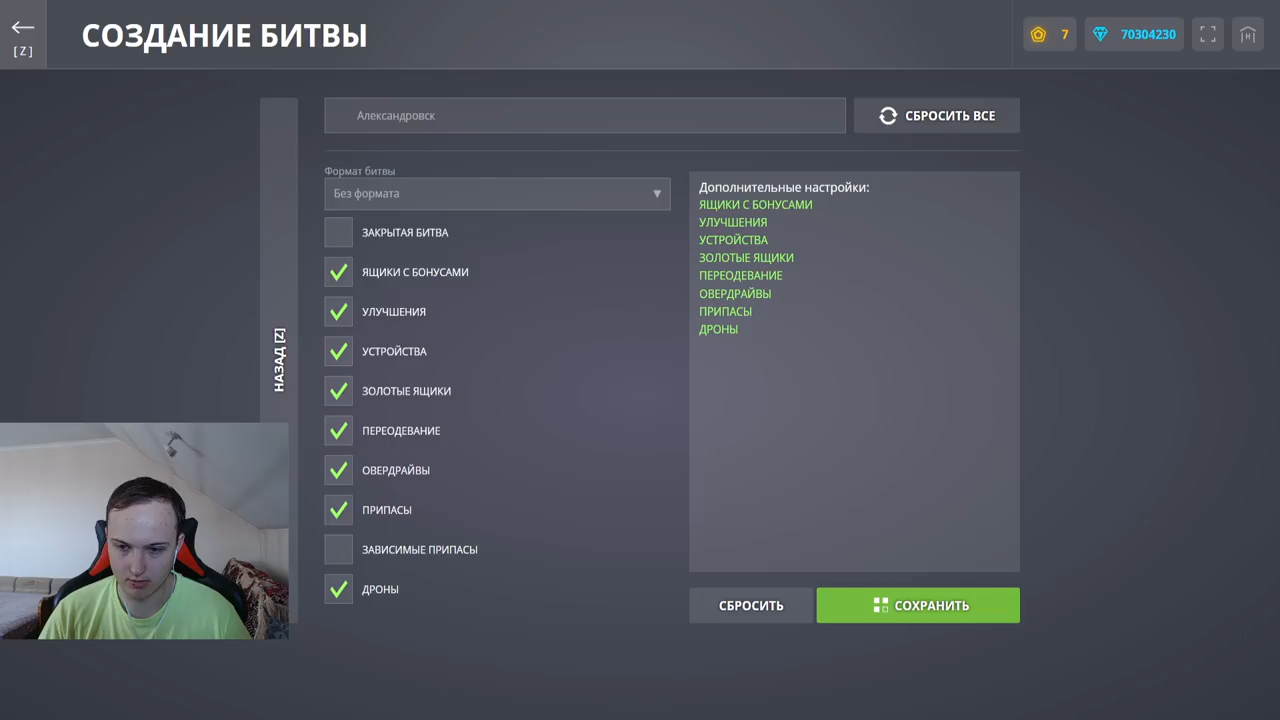 [Z]
СОЗДАНИЕ БИТВЫ
7
70304230
[H]
Александровск
СБРОСИТЬ ВСЕ
НАЗАД [Z]
Формат битвы
Без формата
ЗАКРЫТАЯ БИТВА
ЯЩИКИ С БОНУСАМИ
УЛУЧШЕНИЯ
УСТРОЙСТВА
ЗОЛОТЫЕ ЯЩИКИ
ПЕРЕОДЕВАНИЕ
ОВЕРДРАЙВЫ
ПРИПАСЫ
ЗАВИСИМЫЕ ПРИПАСЫ
ДРОНЫ
Дополнительные настройки:
ЯЩИКИ С БОНУСАМИ
УЛУЧШЕНИЯ
УСТРОЙСТВА
ЗОЛОТЫЕ ЯЩИКИ
ПЕРЕОДЕВАНИЕ
ОВЕРДРАЙВЫ
ПРИПАСЫ
ДРОНЫ
СБРОСИТЬ
СОХРАНИТЬ